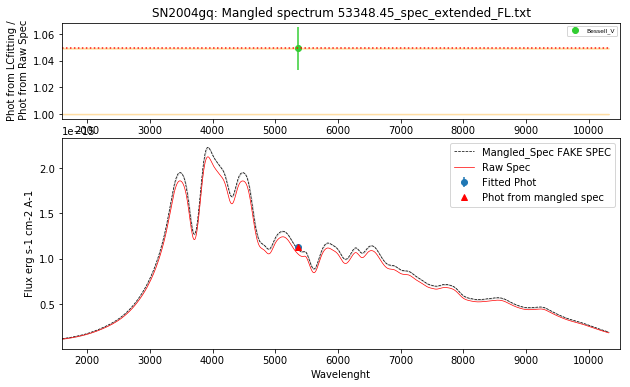 SN2004gq: Mangled spectrum 53348.45_spec_extended_FL.txt
Phot from LCfitting /
Phot from Raw Spec
1.06
1.04
1.02
1.00
Bessell_V
2000 3000 4000 5000 6000 7000 8000 9000 10000
1e−15
Flux erg s-1 cm-2 A-1
2.0
1.5
1.0
0.5
Mangled_Spec FAKE SPEC
Raw Spec
Fitted Phot
Phot from mangled spec
2000 3000 4000 5000 6000 7000 8000 9000 10000
Wavelenght